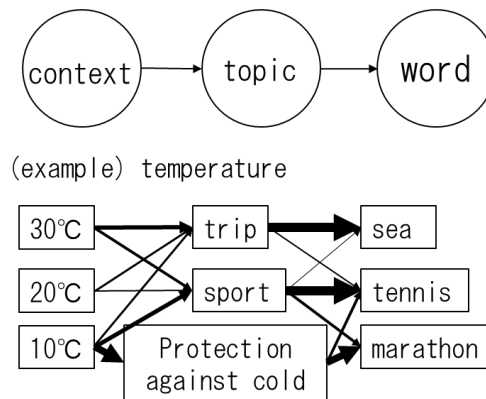 context topic word
(example) temperature
30℃ trip sea
20℃ sport tennis
10℃ Protection against cold marathon